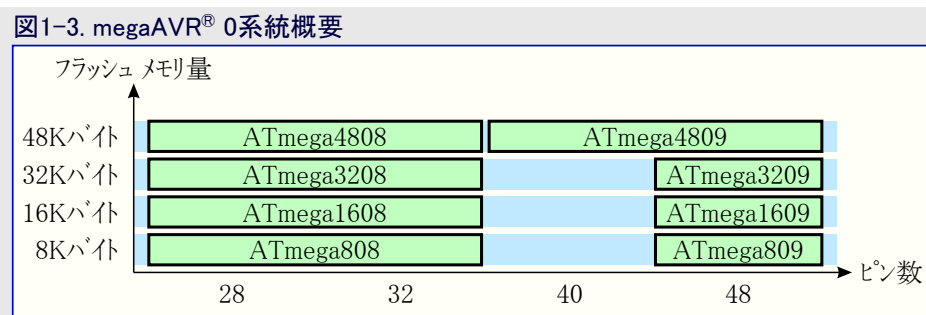 図1-3. megaAVR® 0系統概要
フラッシュ メモリ量
48Kバイト ATmega4808 ATmega4809
32Kバイト ATmega3208 ATmega3209
16Kバイト ATmega1608 ATmega1609
8Kバイト ATmega808 ATmega809
ピン数
28 32 40 48